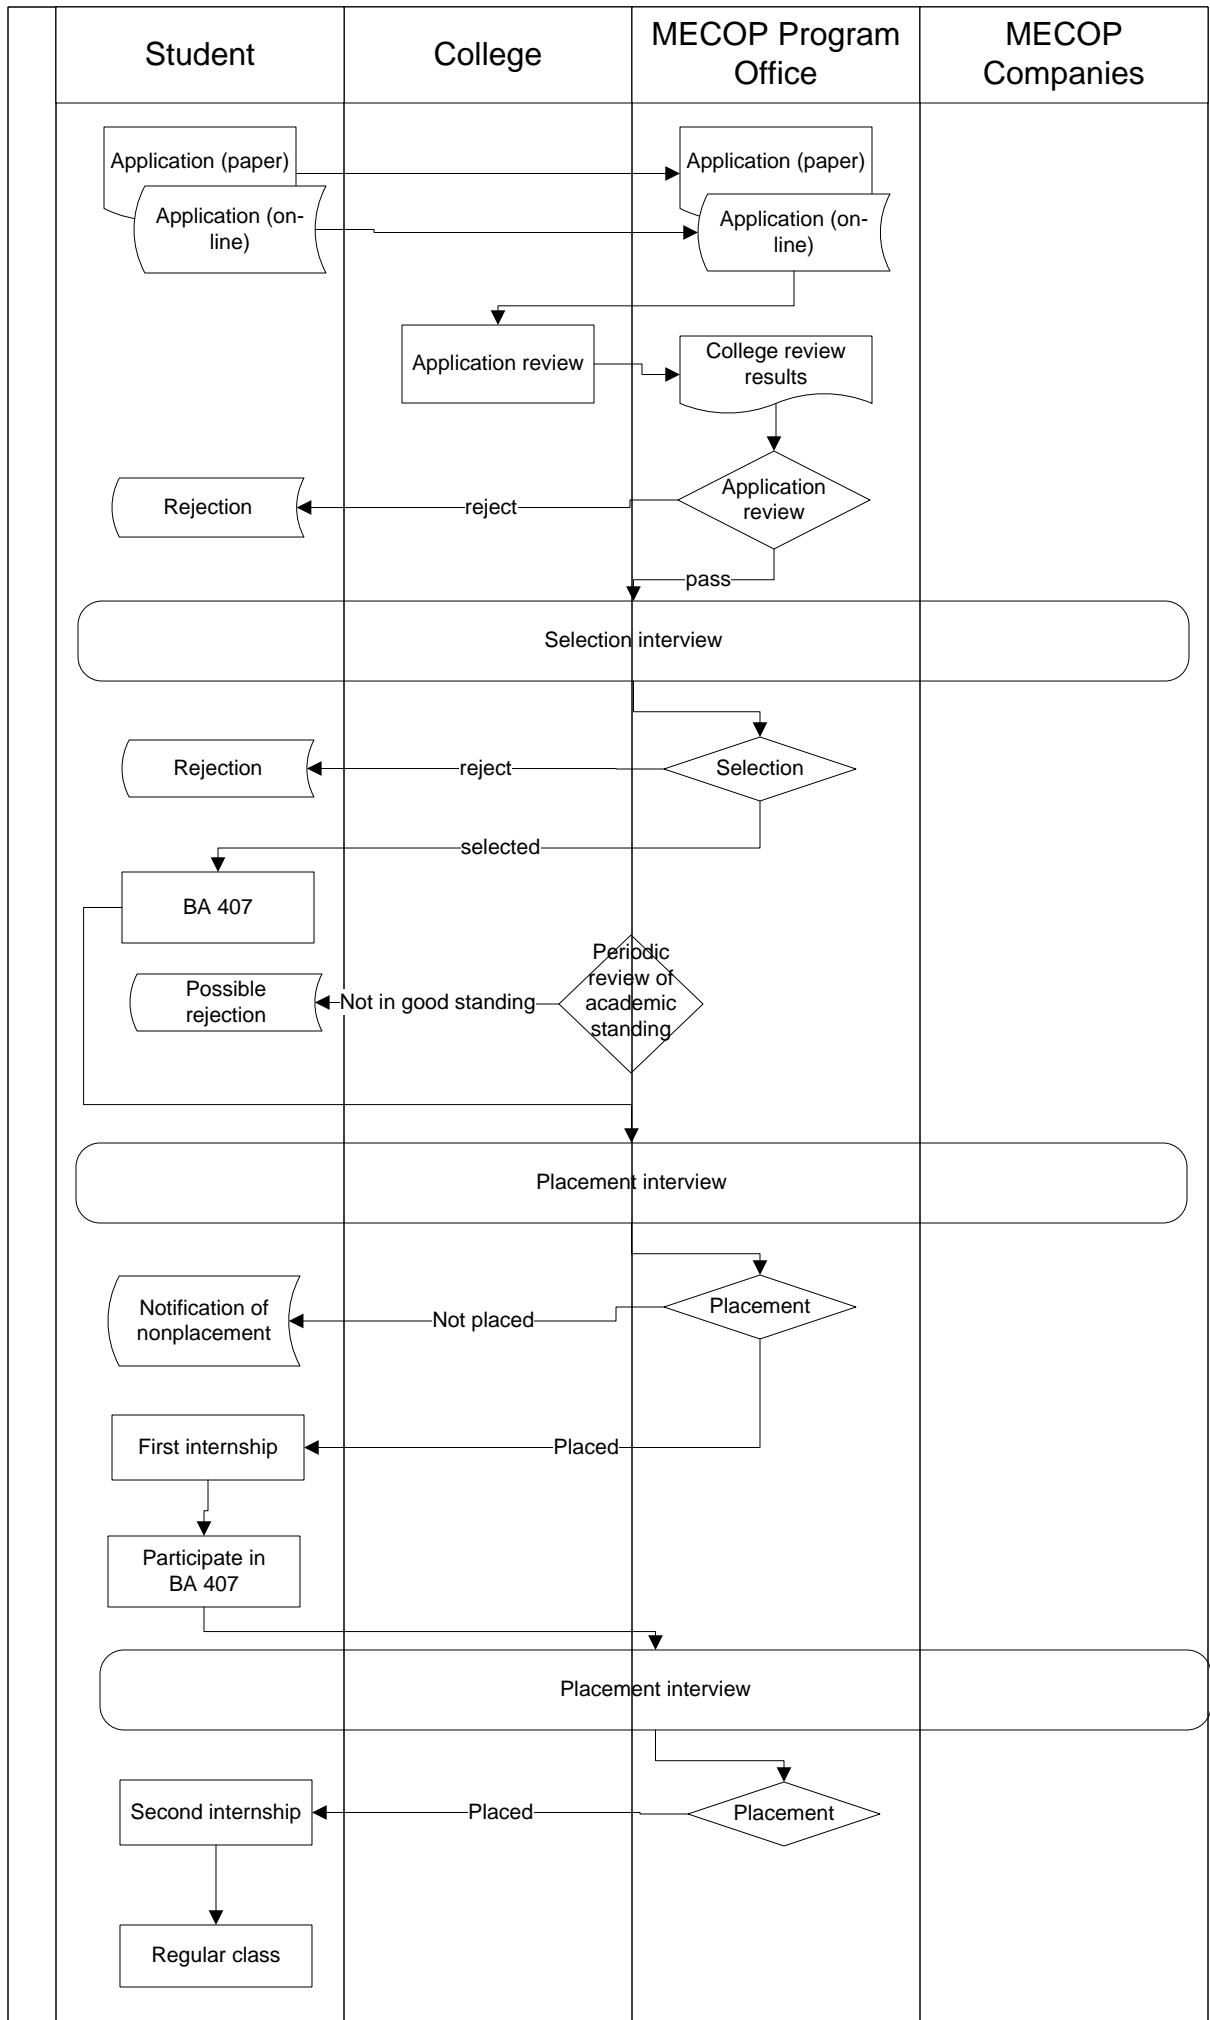 Student
College
MECOP Program
Office
MECOP
Companies
Application (paper)
Application (on-
line)
Application (paper)
Application (on-
line)
Application review
College review
results
Application
review
reject
Rejection
pass
Selection interview
Selection
reject
Rejection
selected
BA 407
Periodic
review of
academic
standing
Not in good standing
Possible
rejection
Placement interview
Placement
Not placed
Notification of
nonplacement
Placed
First internship
Participate in
BA 407
Placement interview
Placement
Placed
Second internship
Regular class